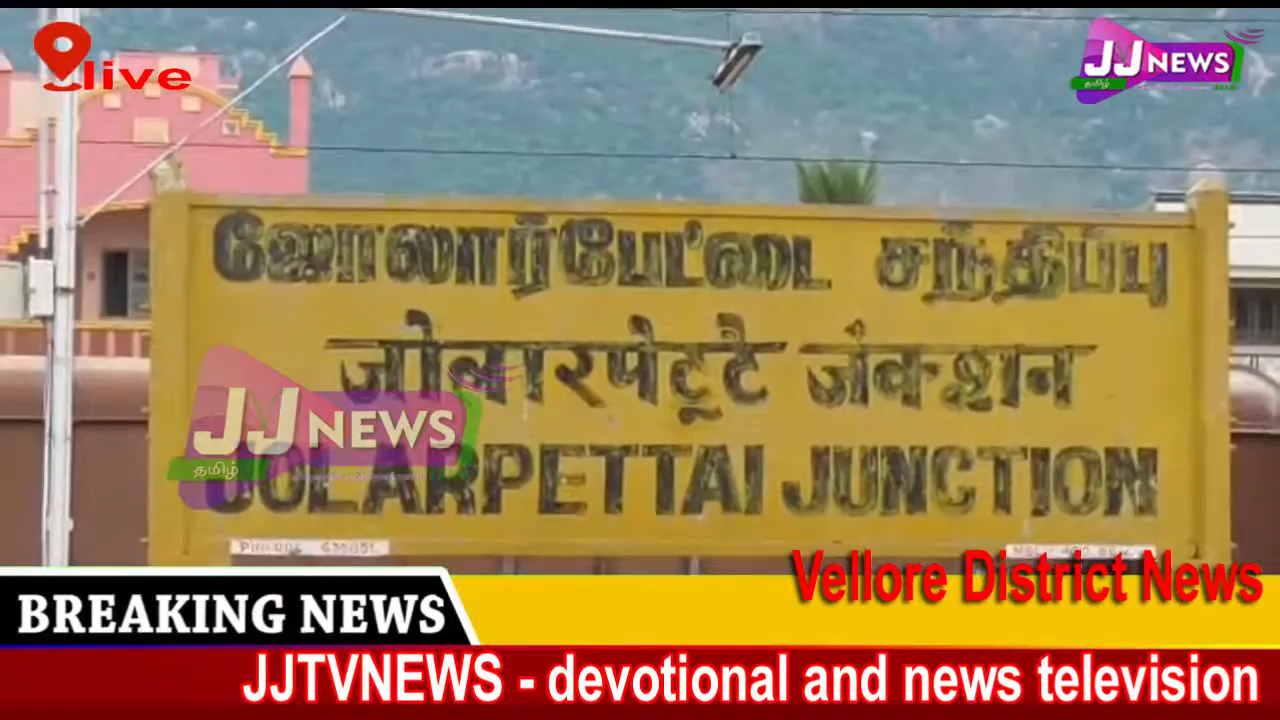 live
JJ NEWS
தமிழ்
ஜோலார்பேட்டை சந்திப்பு
जोलारपेट्टै जंक्शन
JJ NEWS
தமிழ்
JOLARPETTAI JUNCTION
Vellore District News
BREAKING NEWS
JJTVNEWS - devotional and news television